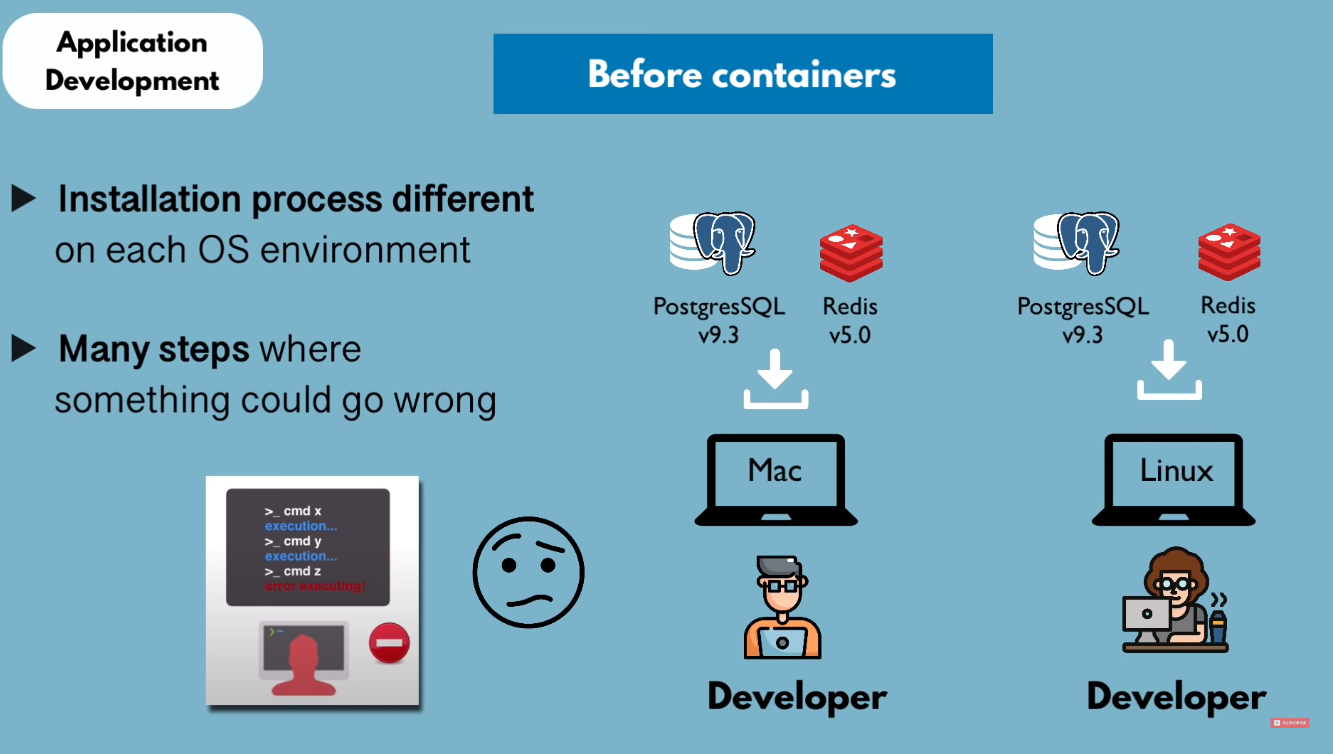 Application
Development
Before containers
Installation process different
on each OS environment
Many steps where
something could go wrong
>_ cmd x
execution...
>_ cmd y
execution...
>_ cmd z
error executing!
PostgresSQL
v9.3
Redis
v5.0
Mac
Developer
PostgresSQL
v9.3
Redis
v5.0
Linux
Developer
SUBSCRIBE